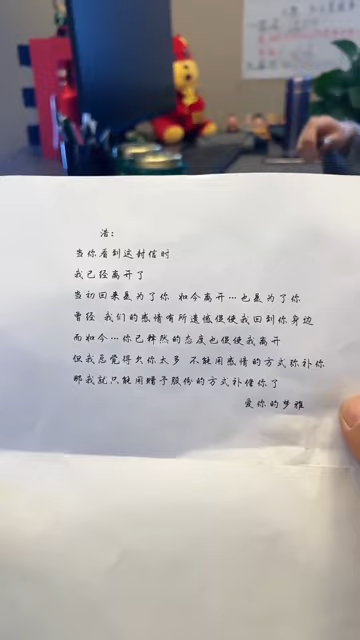 浩：
当你看到这封信时
我已经离开了
当初回来是为了你 如今离开…也是为了你
曾经 我们的感情有所遗憾促使我回到你身边
而如今…你已释然的态度也促使我离开
但我总觉得欠你太多 不能用感情的方式弥补你
那我就只能用赠予股份的方式补偿你了
爱你的梦雅